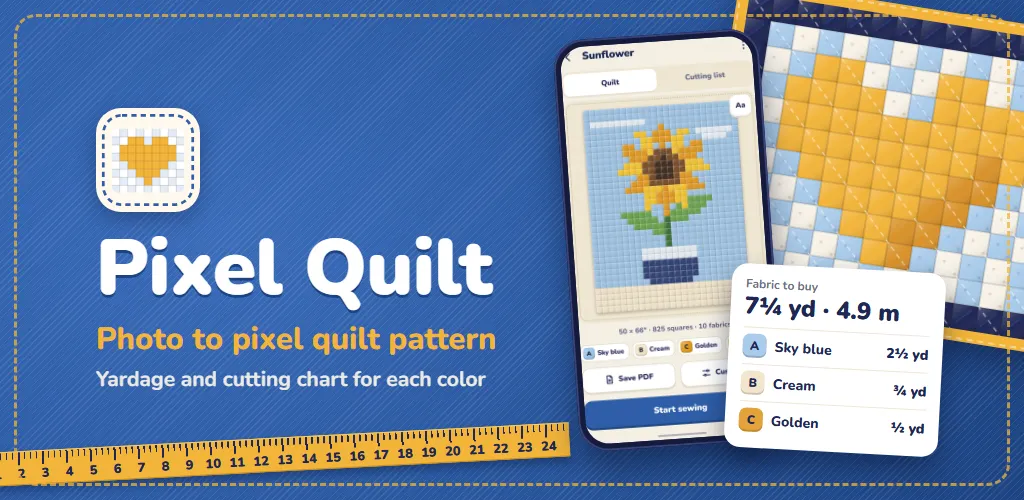 Pixel Quilt
Photo to pixel quilt pattern
Yardage and cutting chart for each color
2 3 4 5 6 7 8 9 10 11 12 13 14 15 16 17 18 19 20 21 22 23 24
Sunflower
Quilt
Cutting list
Aa
50 × 66" · 825 squares · 10 fabrics
A Sky blue
B Cream
C Golden
Save PDF
Start sewing
Fabric to buy
7¼ yd · 4.9 m
A Sky blue 2½ yd
B Cream ¾ yd
C Golden ½ yd